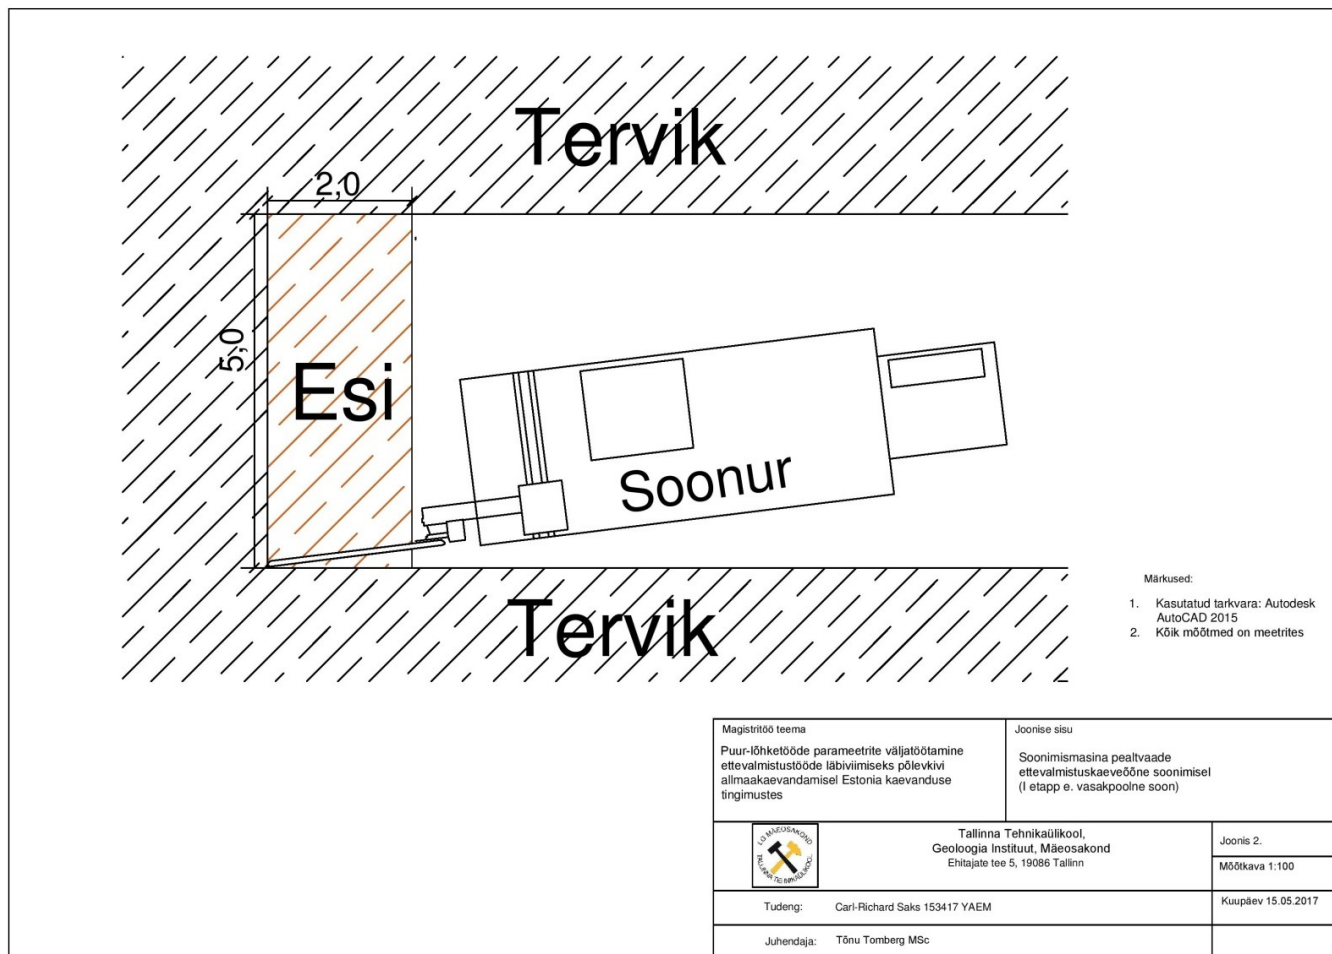 Tervik
2,0
5,0
Esi
Soonur
Tervik
Märkused:
1. Kasutatud tarkvara: Autodesk
AutoCAD 2015
2. Kõik mõõtmed on meetrites
Magistritöö teema
Puur-lõhketööde parameetrite väljatöötamine
ettevalmistustööde läbiviimiseks põlevkivi
allmaakaevandamisel Estonia kaevanduse
tingimustes
Joonise sisu
Soonimismasina pealtvaade
ettevalmistuskaeveõõne soonimisel
(I etapp e. vasakpoolne soon)
LG MÄEOSAKOND
Tallinna Tehnikaülikool,
Geoloogia Instituut, Mäeosakond
Ehitajate tee 5, 19086 Tallinn
Joonis 2.
Mõõtkava 1:100
Tudeng: Carl-Richard Saks 153417 YAEM
Kuupäev 15.05.2017
Juhendaja: Tõnu Tomberg MSc